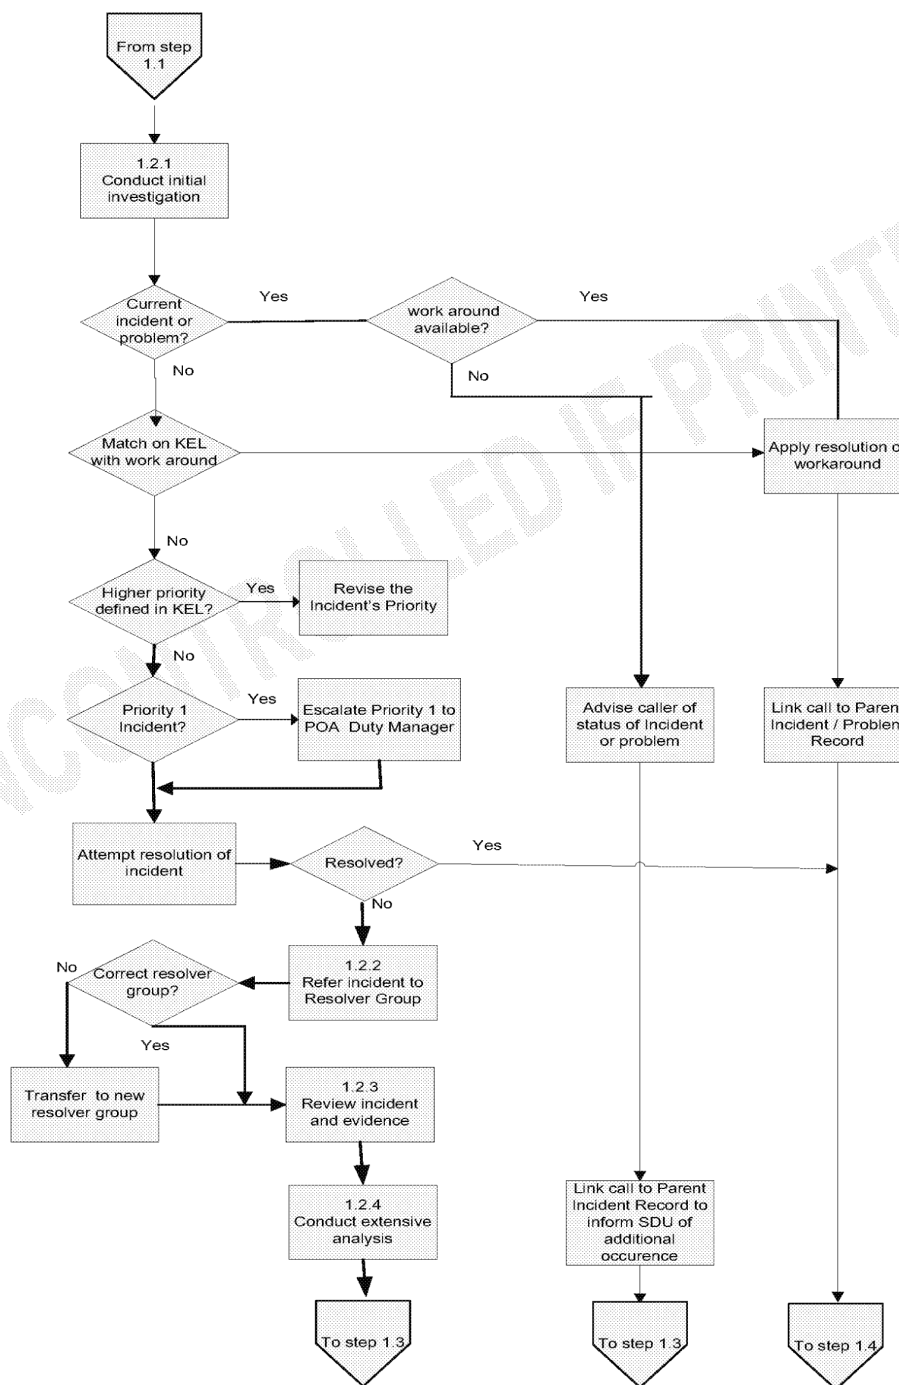 From step
1.1
1.2.1
Conduct initial
investigation
Current
incident or
problem?
Yes
work around
available?
Yes
No
No
Match on KEL
with work around
Apply resolution o
workaround
No
Higher priority
defined in KEL?
Yes
Revise the
Incident's Priority
No
Priority 1
Incident?
Yes
Escalate Priority 1 to
POA Duty Manager
Advise caller of
status of Incident
or problem
Link call to Paren
Incident / Problem
Record
Attempt resolution of
incident
Resolved?
Yes
No
1.2.2
Refer incident to
Resolver Group
Correct resolver
group?
No
Yes
Transfer to new
resolver group
1.2.3
Review incident
and evidence
1.2.4
Conduct extensive
analysis
Link call to Parent
Incident Record to
inform SDU of
additional
occurence
To step 1.3
To step 1.3
To step 1.4
NCONTROLLED IF PRINTE